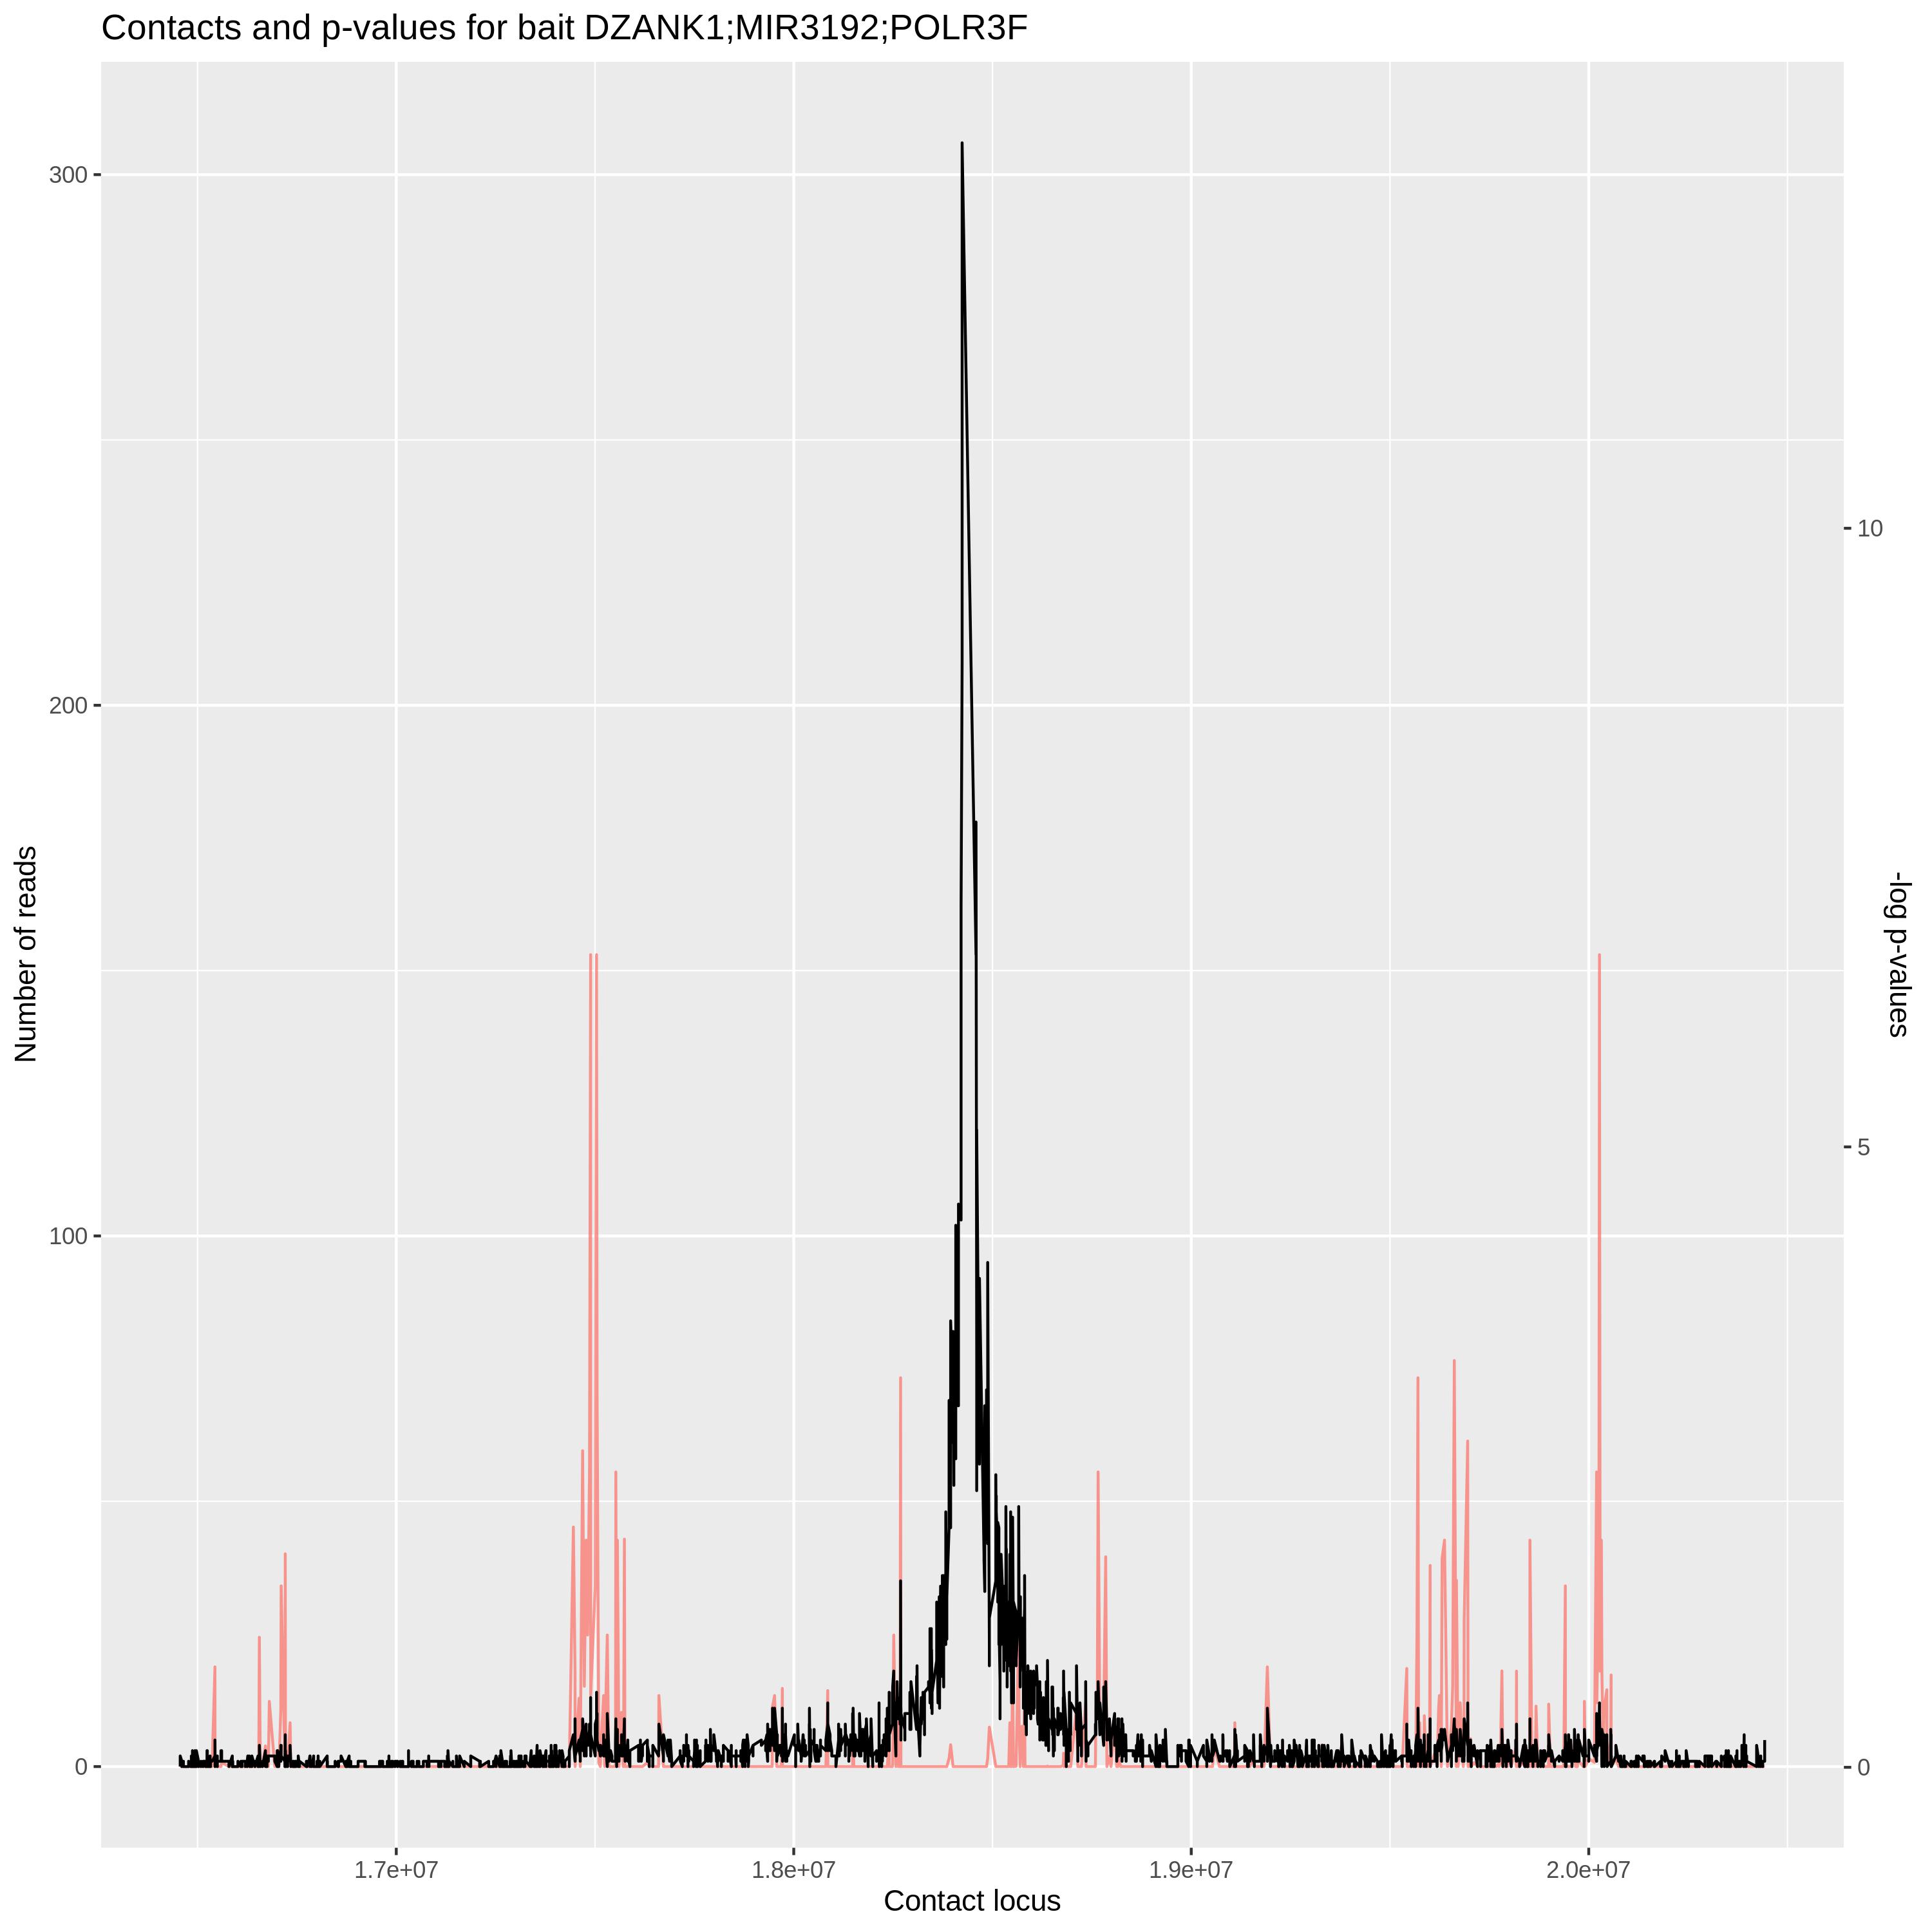 Contacts and p-values for bait DZANK1;MIR3192;POLR3F
300
200
100
0
Number of reads
10
5
0
-log p-values
1.7e+07
1.8e+07
1.9e+07
2.0e+07
Contact locus